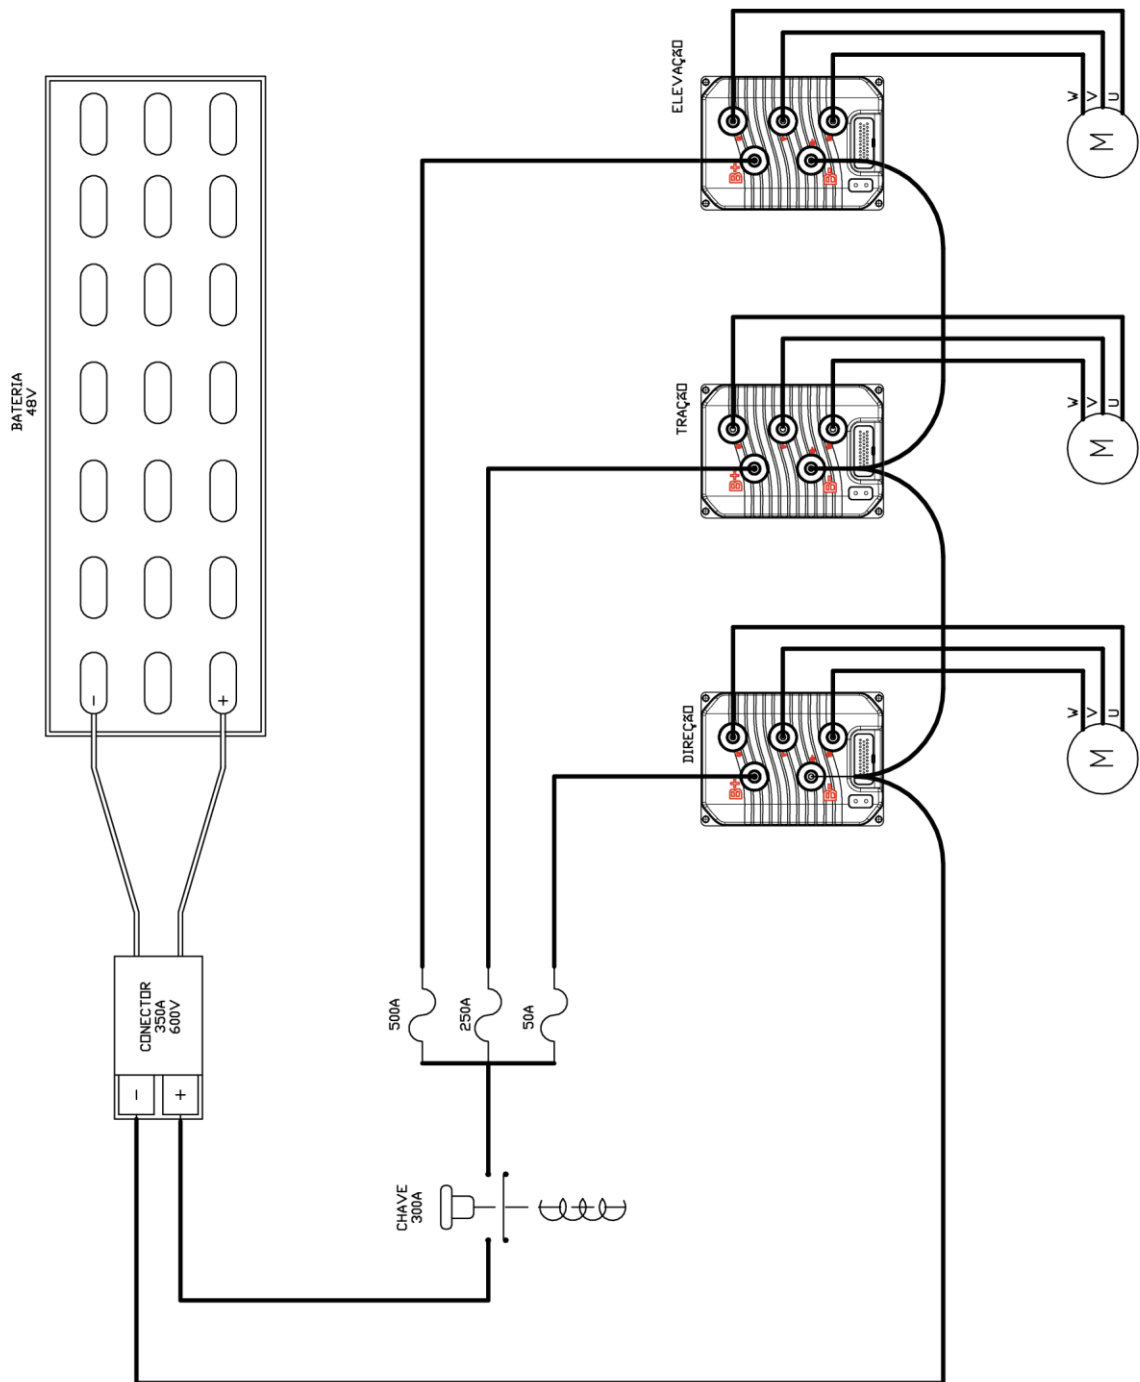 BATERIA
48V
-
+
CONECTOR
350A
600V
-
+
CHAVE
300A
500A
250A
50A
ELEVAÇÃO
B+
B-
W
V
U
M
TRAÇÃO
B+
B-
W
V
U
M
DIREÇÃO
B+
B-
W
V
U
M